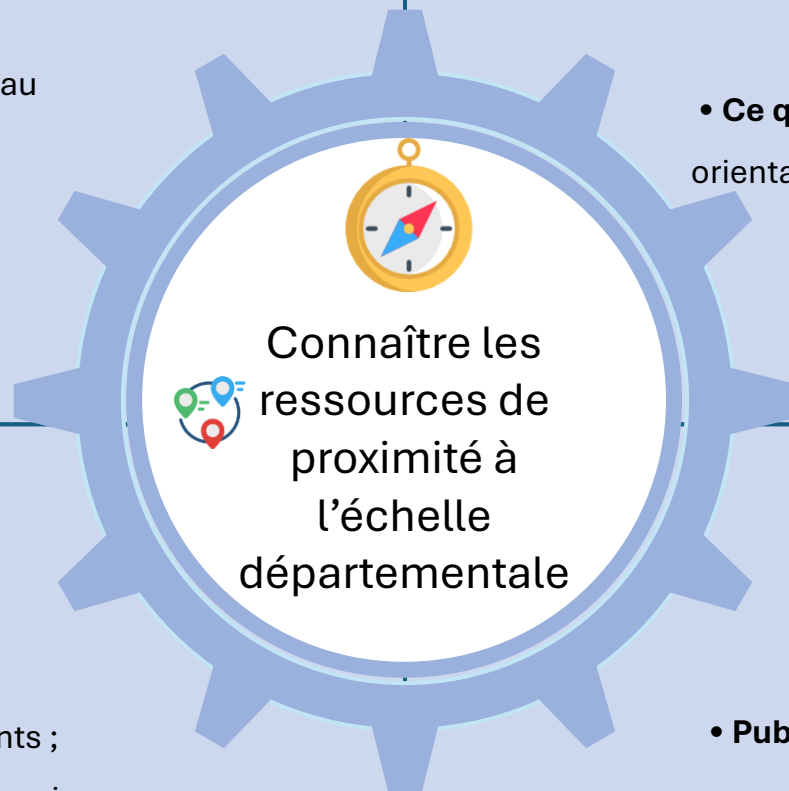 au
• Ce q
orienta
Connaître les
ressources de
proximité à
l’échelle
départementale
nts ;
• Pub